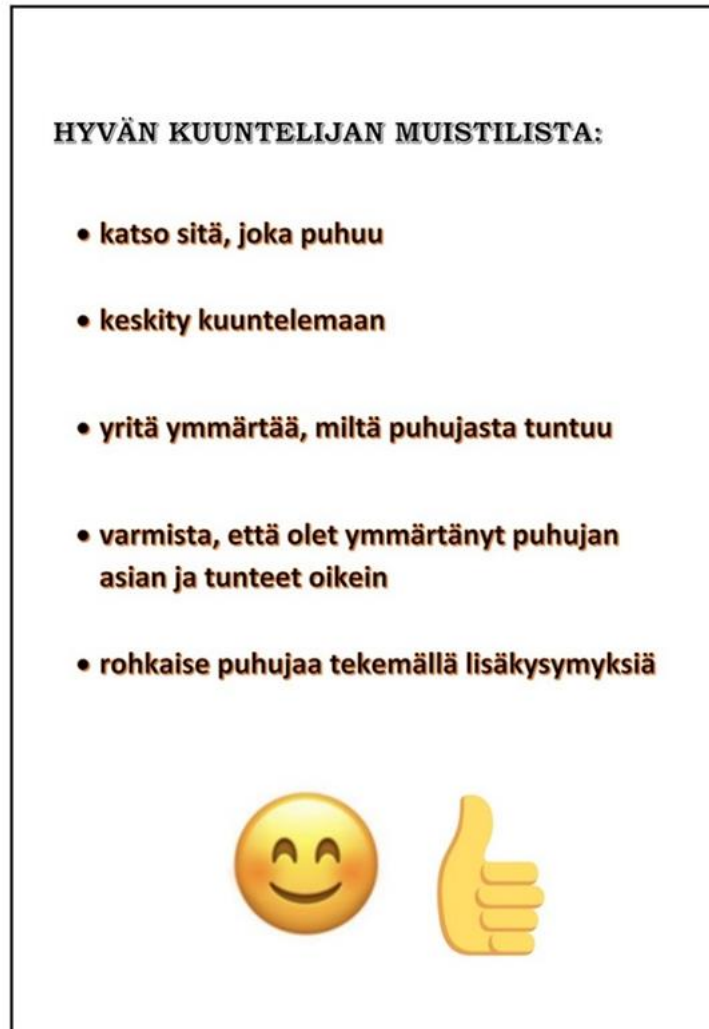 HYVÄN KUUNTELIJAN MUISTILISTA:
• katso sitä, joka puhuu
• keskity kuuntelemaan
• yritä ymmärtää, miltä puhujasta tuntuu
• varmista, että olet ymmärtänyt puhujan
asian ja tunteet oikein
• rohkaise puhujaa tekemällä lisäkysymyksiä